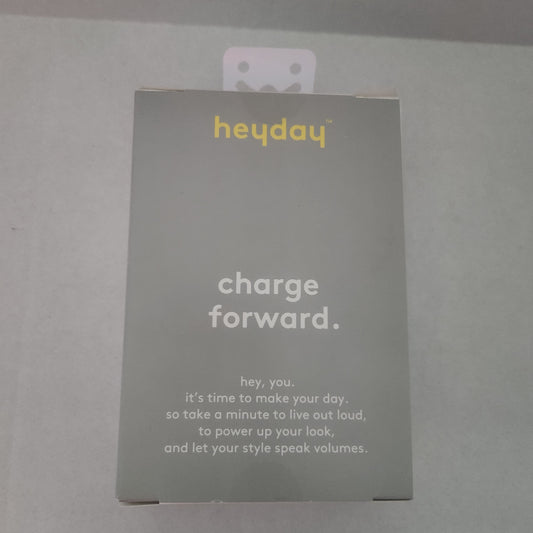 heyday™
charge
forward.
hey, you.
it's time to make your day.
so take a minute to live out loud,
to power up your look,
and let your style speak volumes.